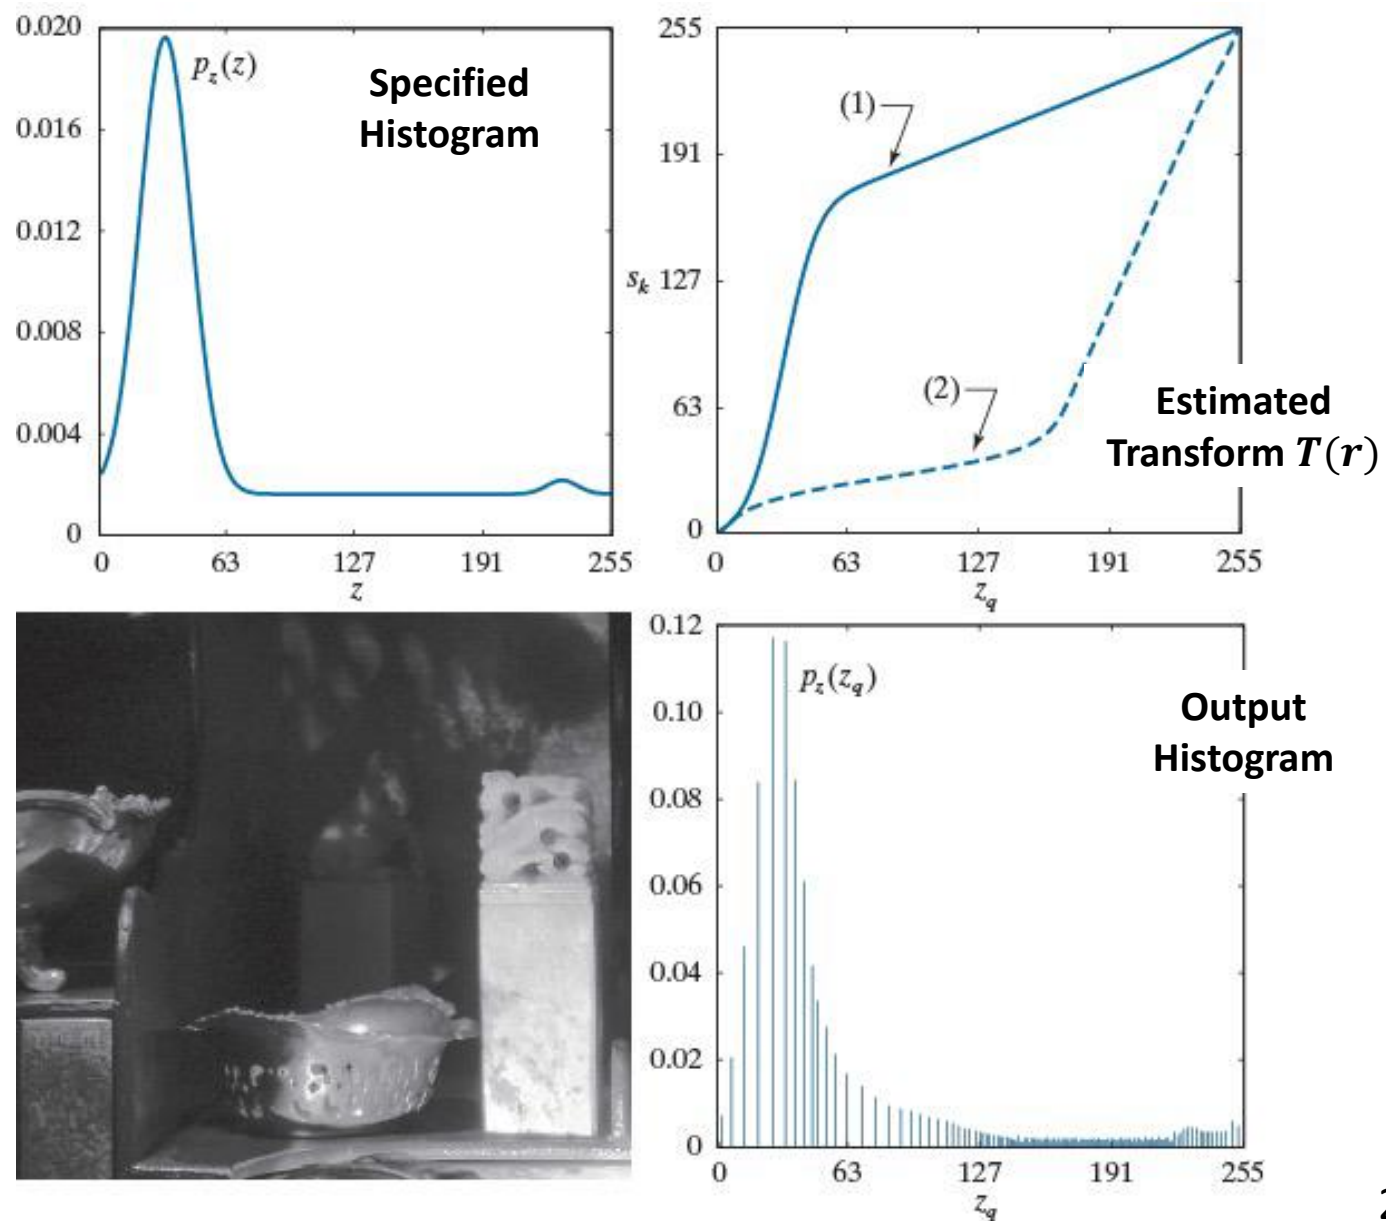 0.020
0.016
0.012
0.008
0.004
0
p_z(z)
Specified
Histogram
0 63 127 191 255
z
255
191
s_k 127
63
0
(1)
(2)
Estimated
Transform T(r)
0 63 127 191 255
z_q
0.12
0.10
0.08
0.06
0.04
0.02
0
p_z(z_q)
Output
Histogram
0 63 127 191 255
z_q